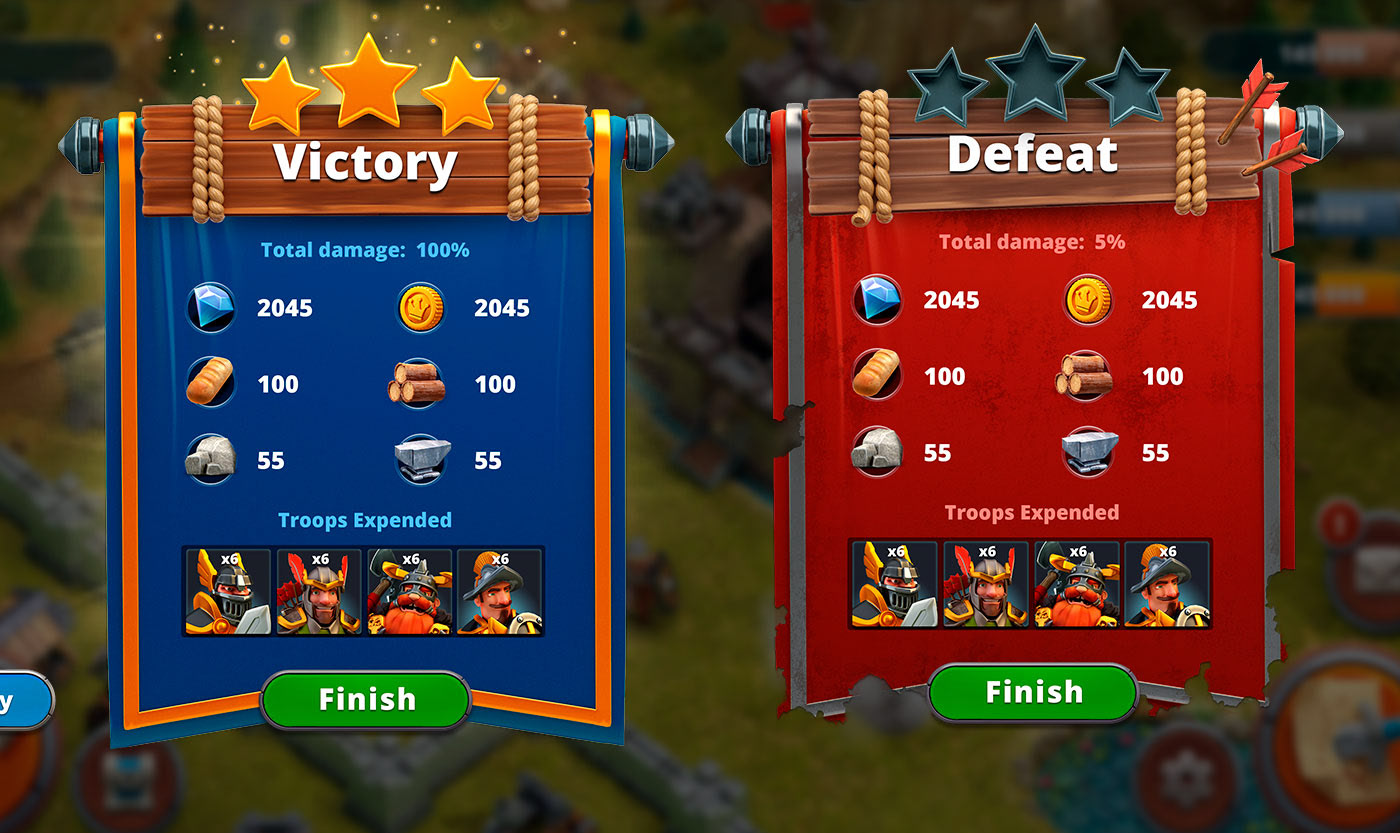 Victory
Total damage: 100%
2045 2045
100 100
55 55
Troops Expended
x6 x6 x6 x6
Finish
y
Defeat
Total damage: 5%
2045 2045
100 100
55 55
Troops Expended
x6 x6 x6 x6
Finish